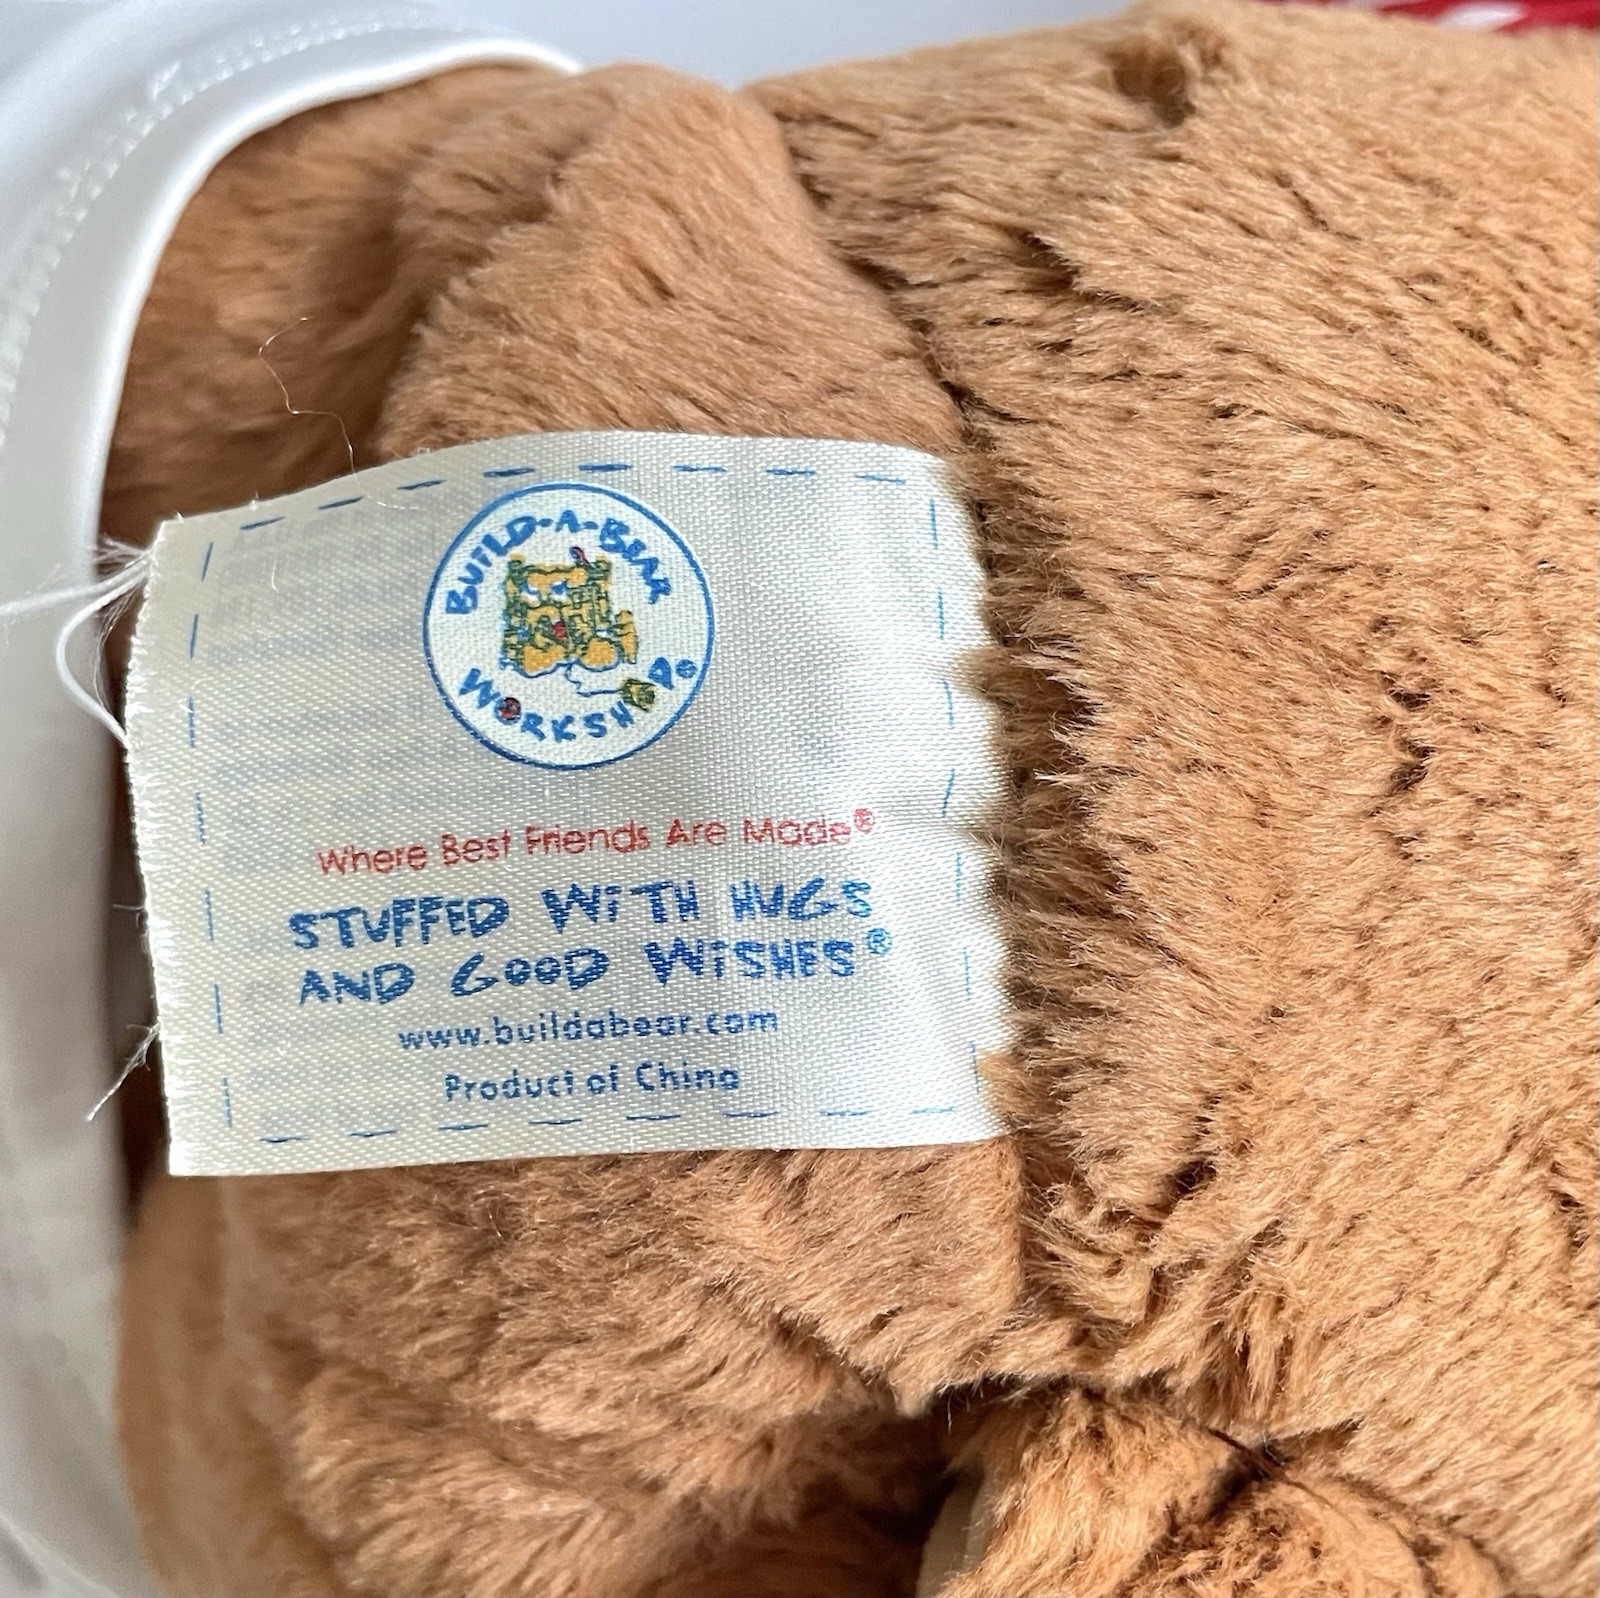 BUiLD-A-BEAR
WORKSHOP®
Where Best Friends Are Made®
STUFFED WiTH HUGS
AND GOOD WiSHES®
www.buildabear.com
Product of China